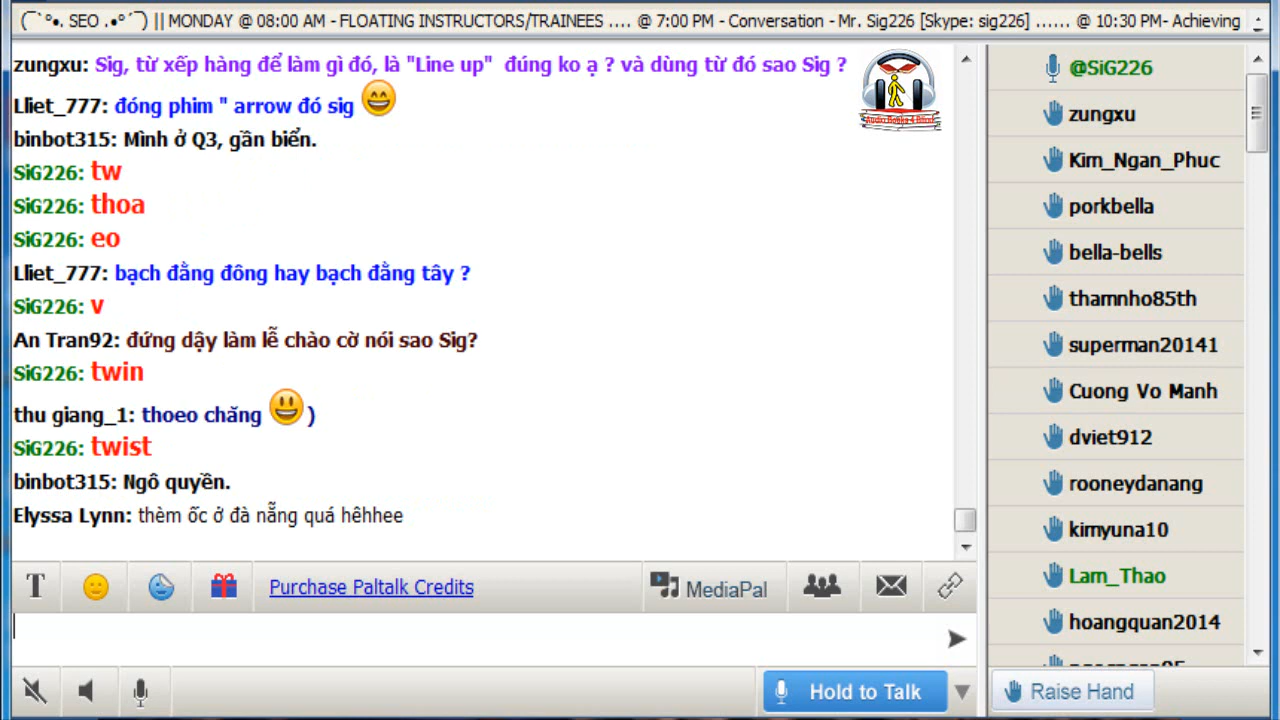 (¯`°•. SEO .•°´¯) || MONDAY @ 08:00 AM - FLOATING INSTRUCTORS/TRAINEES .... @ 7:00 PM - Conversation - Mr. Sig226 [Skype: sig226] ...... @ 10:30 PM- Achieving
zungxu: Sig, từ xếp hàng để làm gì đó, là "Line up" đúng ko ạ ? và dùng từ đó sao Sig ?
Lliet_777: đóng phim " arrow đó sig
binbot315: Mình ở Q3, gần biển.
SiG226: tw
SiG226: thoa
SiG226: eo
Lliet_777: bạch đằng đông hay bạch đằng tây ?
SiG226: v
An Tran92: đứng dậy làm lễ chào cờ nói sao Sig?
SiG226: twin
thu giang_1: thoeo chăng )
SiG226: twist
binbot315: Ngô quyền.
Elyssa Lynn: thèm ốc ở đà nẵng quá hêhhee
Audio Books 4 Blind
@SiG226
zungxu
Kim_Ngan_Phuc
porkbella
bella-bells
thamnho85th
superman20141
Cuong Vo Manh
dviet912
rooneydanang
kimyuna10
Lam_Thao
hoangquan2014
T
Purchase Paltalk Credits
MediaPal
Hold to Talk
Raise Hand